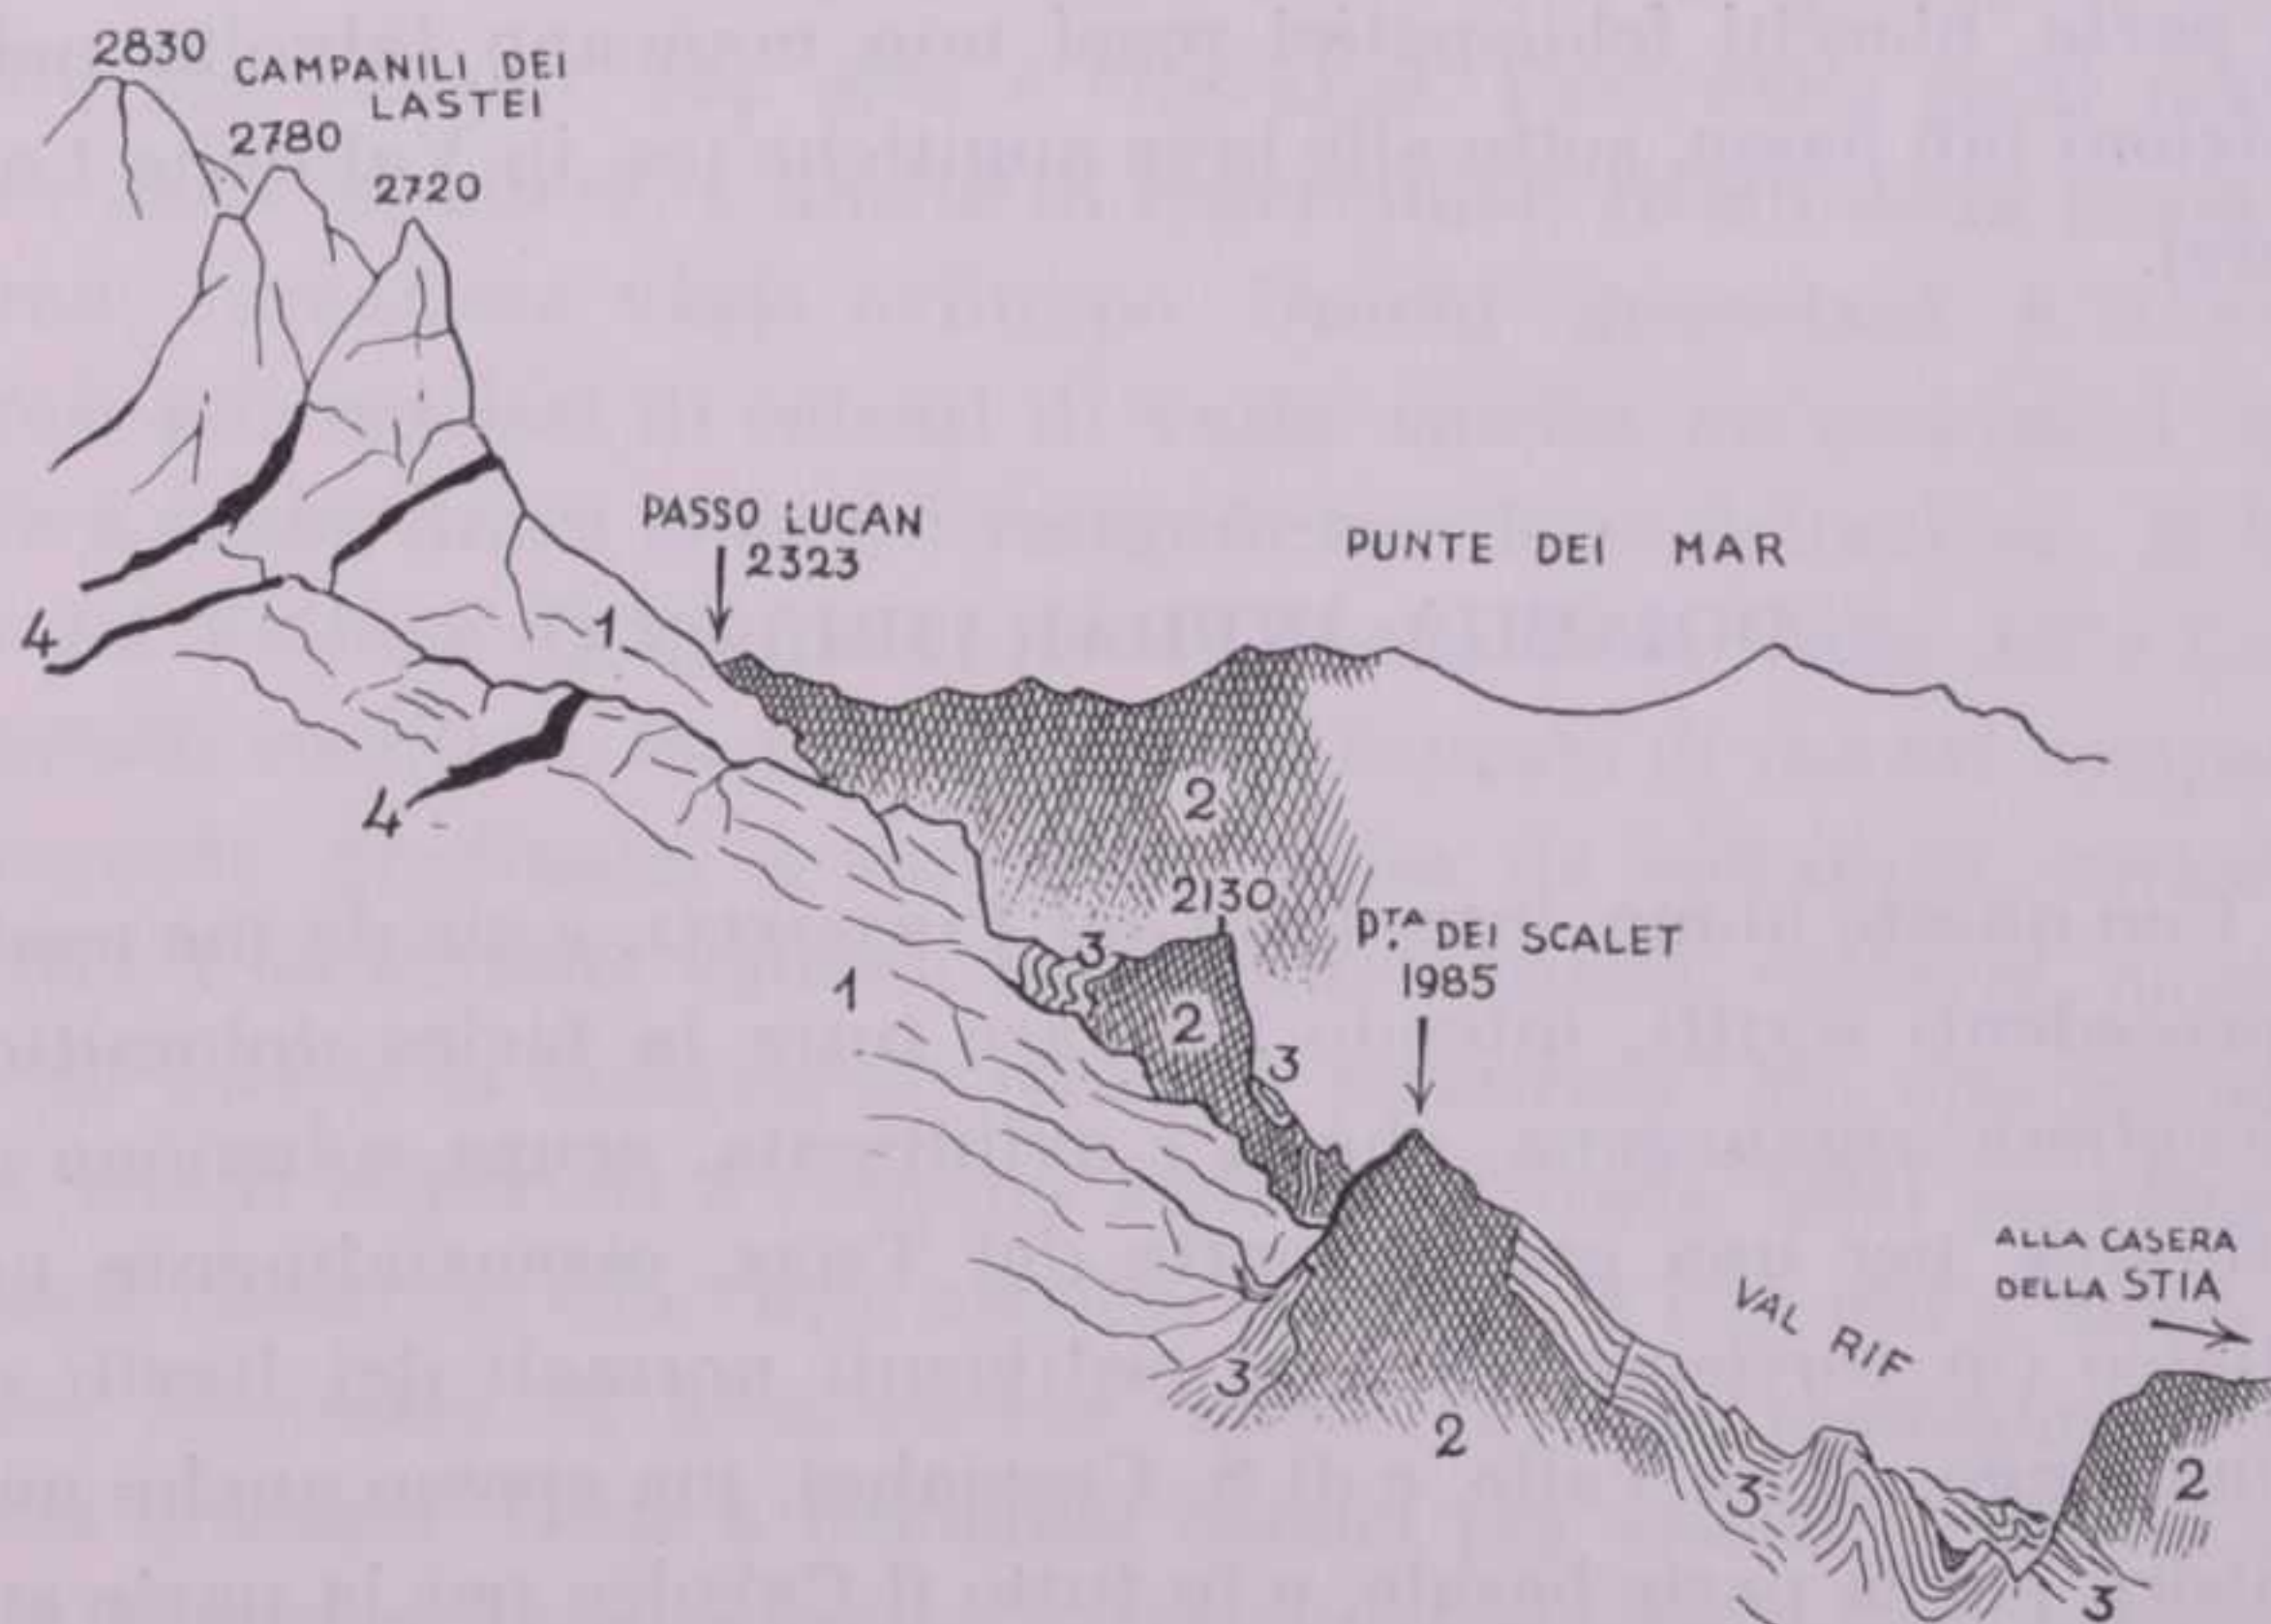 2830
CAMPANILI DEI
LASTEI
2780
2720
PASSO LUCAN
2323
PUNTE DEI MAR
4
1
4
2
2130
P.TA DEI SCALET
1985
3
1
2
3
ALLA CASERA
DELLA STIA
VAL RIF
3
2
3
2
3